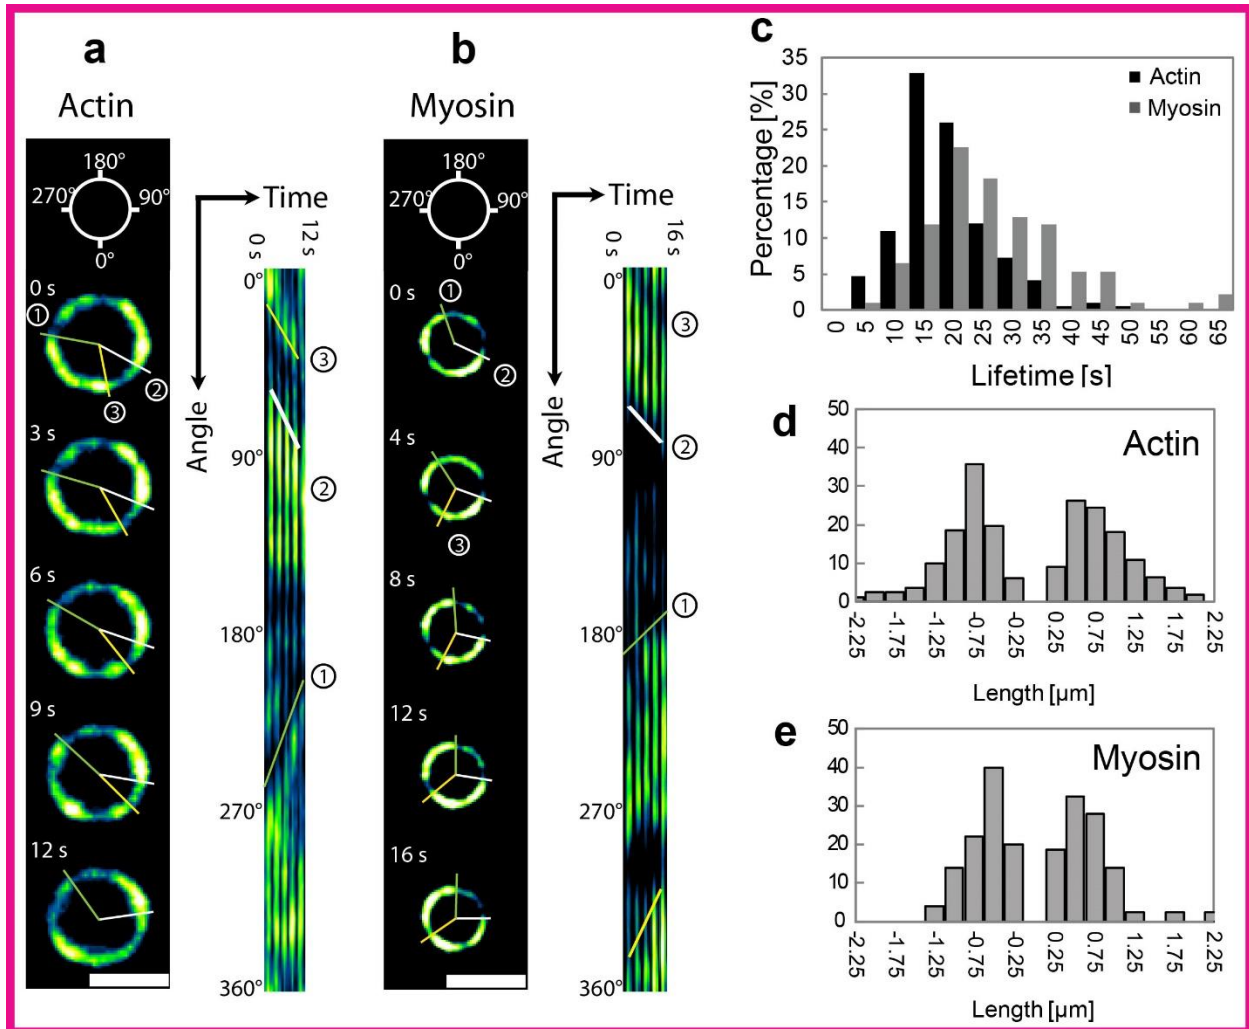 a
Actin
180°
270°
90°
0°
0 s
①
②
③
3 s
6 s
9 s
12 s
Time
0 s
12 s
Angle
0°
③
90°
②
180°
①
270°
360°
b
Myosin
180°
270°
90°
0°
0 s
①
②
4 s
③
8 s
12 s
16 s
Time
0 s
16 s
Angle
0°
③
②
90°
①
180°
270°
360°
c
Percentage [%]
35
30
25
20
15
10
5
0
Actin
Myosin
0 5 10 15 20 25 30 35 40 45 50 55 60 65
Lifetime [s]
d
Actin
50
40
30
20
10
0
-2.25 -1.75 -1.25 -0.75 -0.25 0.25 0.75 1.25 1.75 2.25
Length [µm]
e
Myosin
50
40
30
20
10
0
-2.25 -1.75 -1.25 -0.75 -0.25 0.25 0.75 1.25 1.75 2.25
Length [µm]